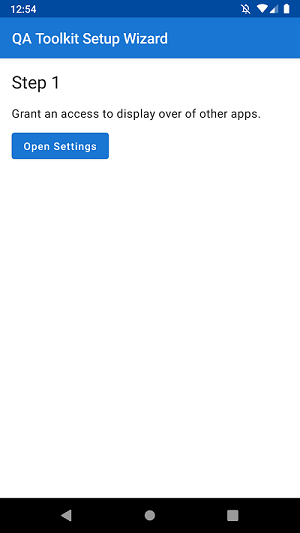 12:54
QA Toolkit Setup Wizard
Step 1
Grant an access to display over of other apps.
Open Settings